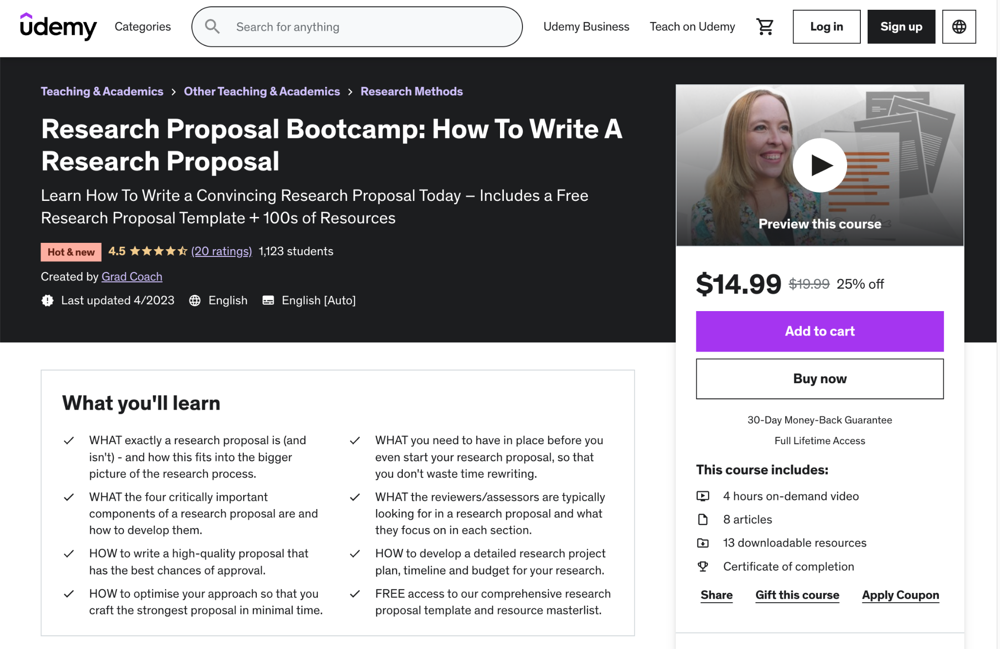 udemy
Categories
Search for anything
Udemy Business
Teach on Udemy
Log in
Sign up
Teaching & Academics > Other Teaching & Academics > Research Methods
Research Proposal Bootcamp: How To Write A
Research Proposal
Learn How To Write a Convincing Research Proposal Today – Includes a Free
Research Proposal Template + 100s of Resources
Hot & new 4.5 (20 ratings) 1,123 students
Created by Grad Coach
Last updated 4/2023 English English [Auto]
Preview this course
$14.99 $19.99 25% off
Add to cart
Buy now
30-Day Money-Back Guarantee
Full Lifetime Access
This course includes:
4 hours on-demand video
8 articles
13 downloadable resources
Certificate of completion
Share Gift this course Apply Coupon
What you'll learn
WHAT exactly a research proposal is (and
isn't) - and how this fits into the bigger
picture of the research process.
WHAT you need to have in place before you
even start your research proposal, so that
you don't waste time rewriting.
WHAT the four critically important
components of a research proposal are and
how to develop them.
WHAT the reviewers/assessors are typically
looking for in a research proposal and what
they focus on in each section.
HOW to write a high-quality proposal that
has the best chances of approval.
HOW to develop a detailed research project
plan, timeline and budget for your research.
HOW to optimise your approach so that you
craft the strongest proposal in minimal time.
FREE access to our comprehensive research
proposal template and resource masterlist.